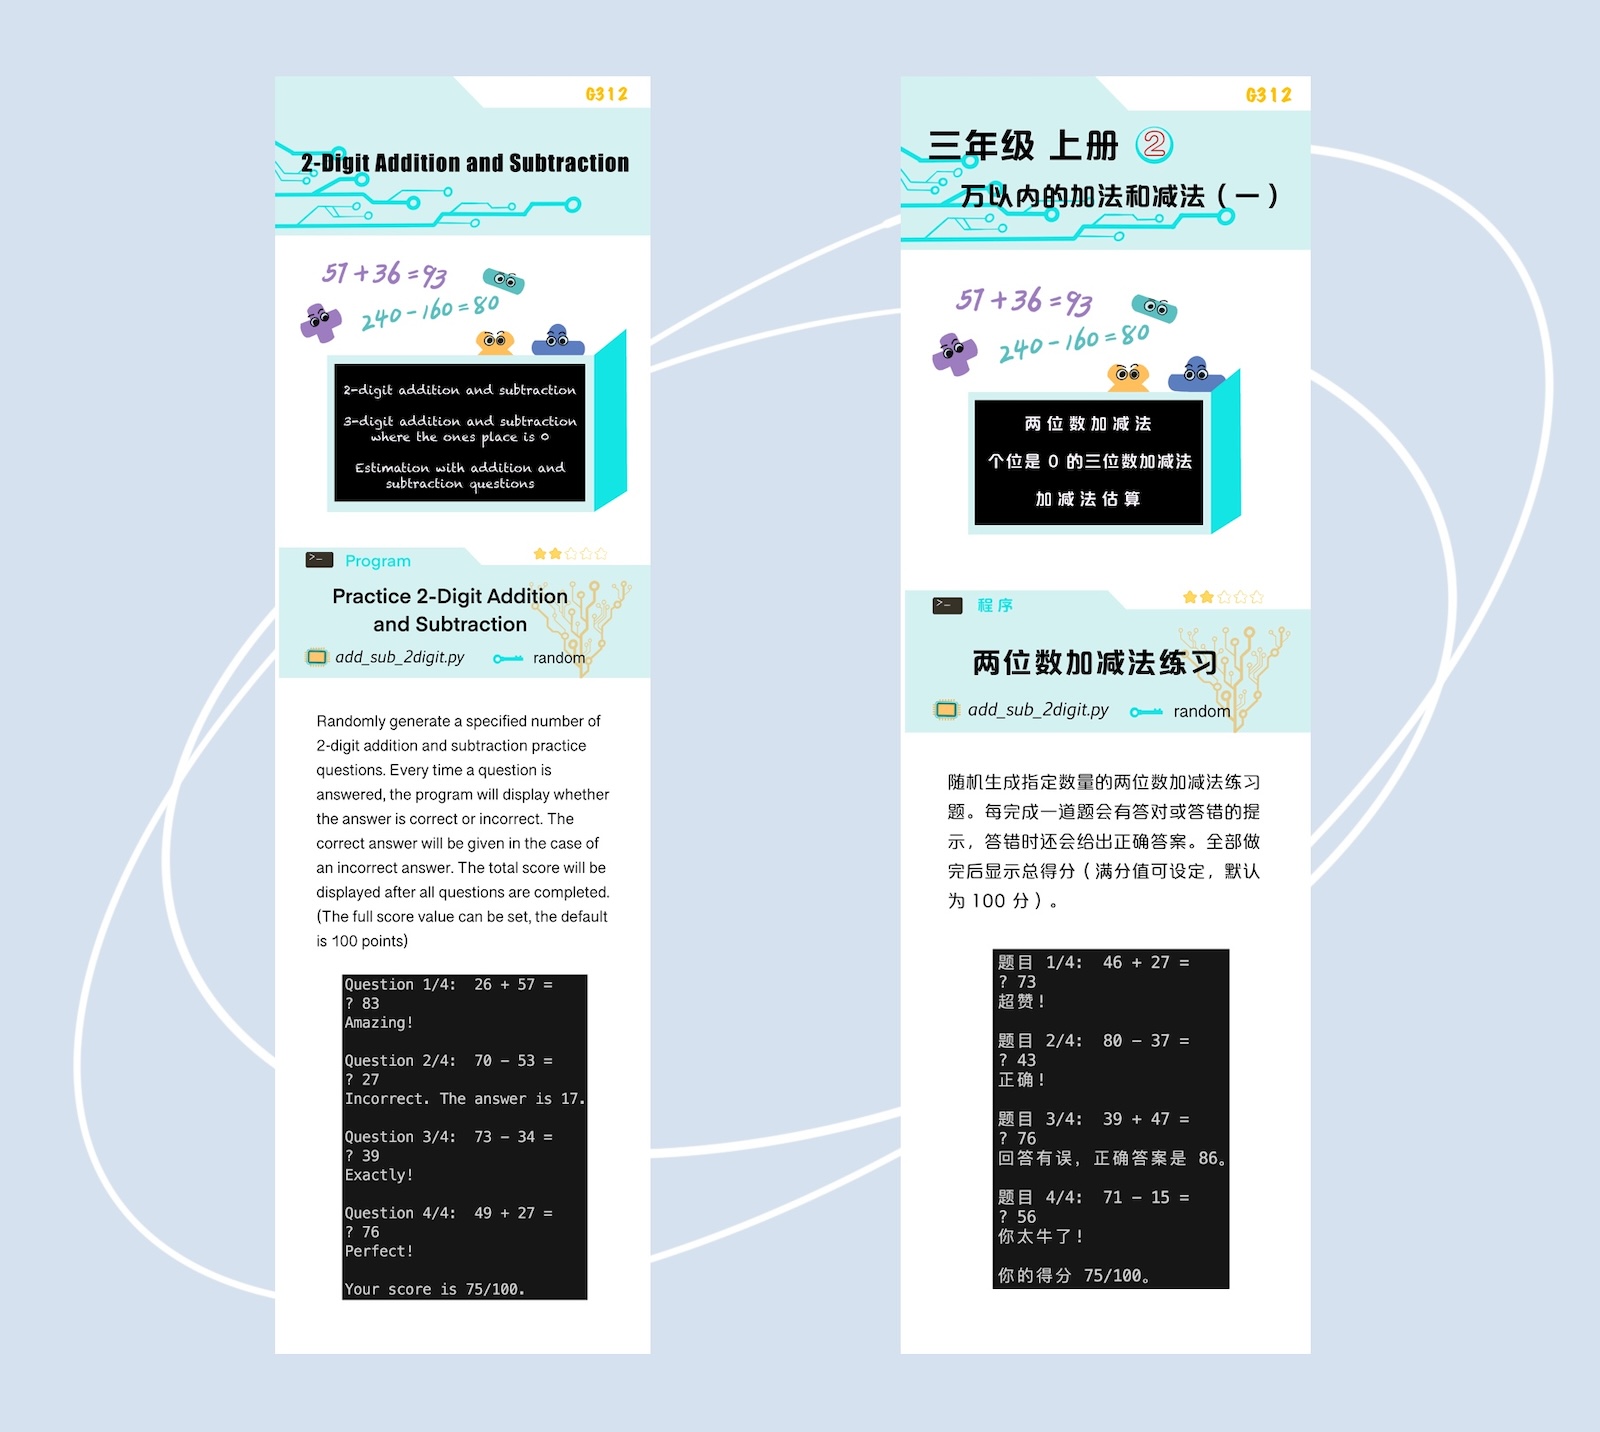 G312
2-Digit Addition and Subtraction
57 + 36 = 93
240 - 160 = 80
2-digit addition and subtraction
3-digit addition and subtraction
where the ones place is 0
Estimation with addition and
subtraction questions
>_ Program
Practice 2-Digit Addition
and Subtraction
add_sub_2digit.py random
Randomly generate a specified number of
2-digit addition and subtraction practice
questions. Every time a question is
answered, the program will display whether
the answer is correct or incorrect. The
correct answer will be given in the case of
an incorrect answer. The total score will be
displayed after all questions are completed.
(The full score value can be set, the default
is 100 points)
Question 1/4: 26 + 57 =
? 83
Amazing!
Question 2/4: 70 - 53 =
? 27
Incorrect. The answer is 17.
Question 3/4: 73 - 34 =
? 39
Exactly!
Question 4/4: 49 + 27 =
? 76
Perfect!
Your score is 75/100.
G312
三年级 上册 ②
万以内的加法和减法（一）
57 + 36 = 93
240 - 160 = 80
两位数加减法
个位是 0 的三位数加减法
加减法估算
>_ 程序
两位数加减法练习
add_sub_2digit.py random
随机生成指定数量的两位数加减法练习
题。每完成一道题会有答对或答错的提
示，答错时还会给出正确答案。全部做
完后显示总得分（满分值可设定，默认
为 100 分）。
题目 1/4: 46 + 27 =
? 73
超赞！
题目 2/4: 80 - 37 =
? 43
正确！
题目 3/4: 39 + 47 =
? 76
回答有误，正确答案是 86。
题目 4/4: 71 - 15 =
? 56
你太牛了！
你的得分 75/100。